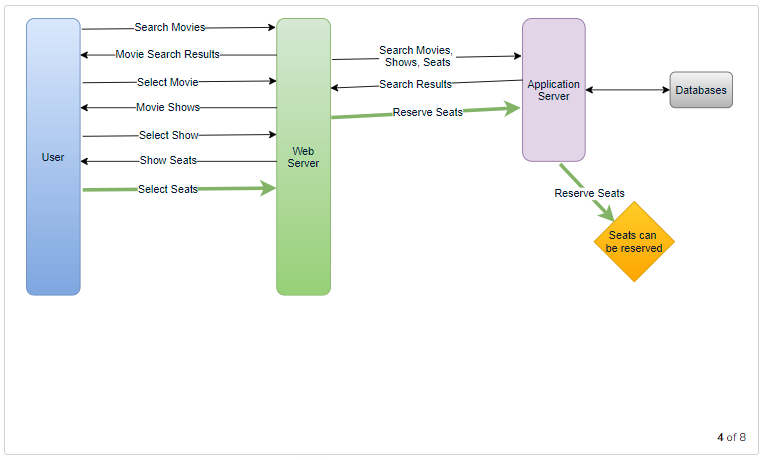 Search Movies
Movie Search Results
Select Movie
Movie Shows
Select Show
Show Seats
Select Seats
User
Web
Server
Search Movies,
Shows, Seats
Search Results
Reserve Seats
Application
Server
Databases
Reserve Seats
Seats can
be reserved
4 of 8